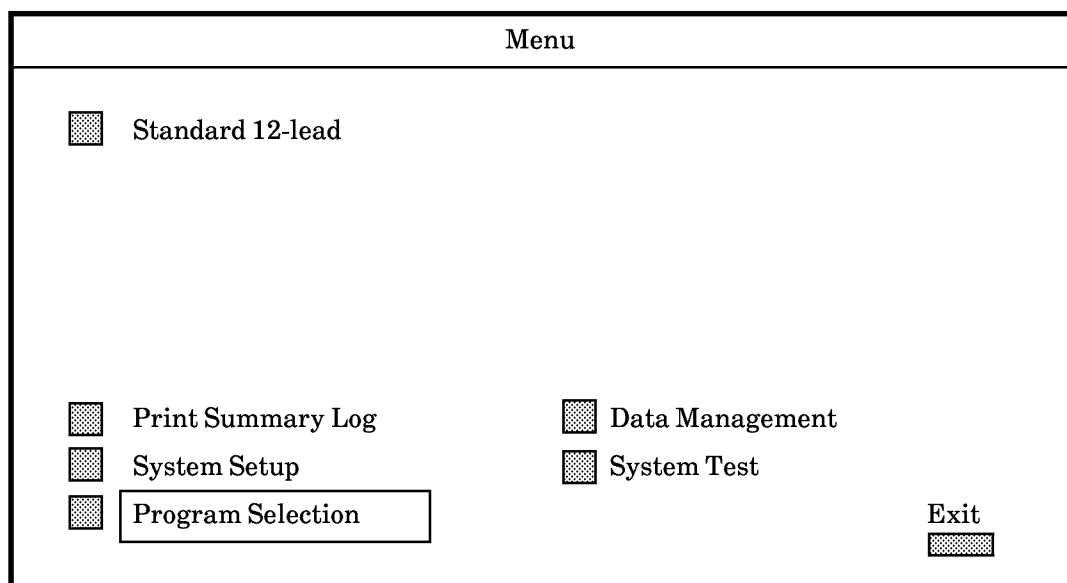 Menu
Standard 12-lead
Print Summary Log
Data Management
System Setup
System Test
Program Selection
Exit